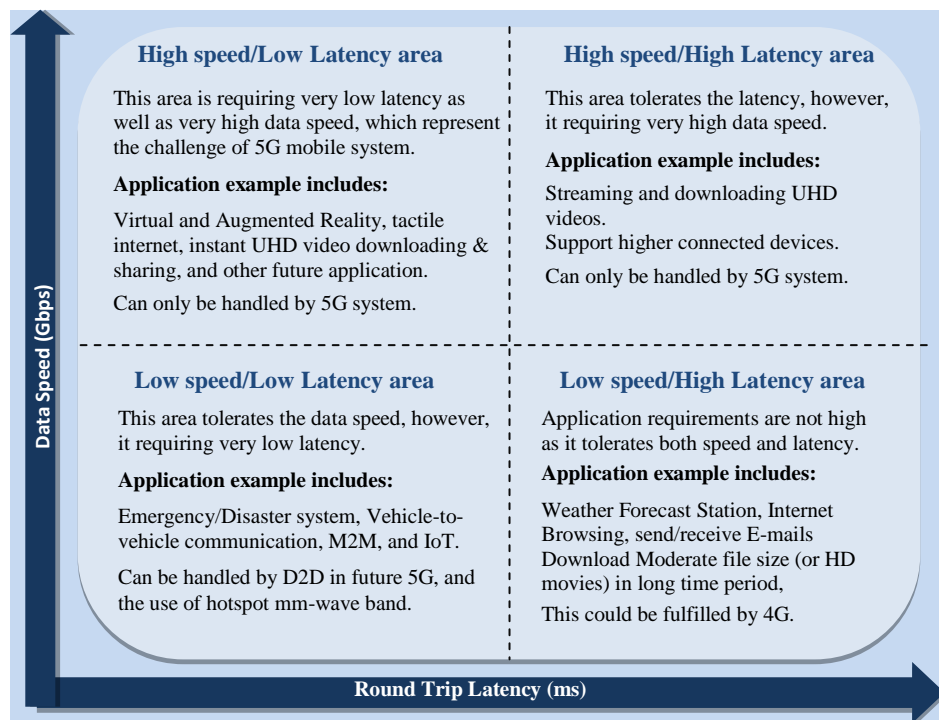 High speed/Low Latency area
This area is requiring very low latency as
well as very high data speed, which represent
the challenge of 5G mobile system.
Application example includes:
Virtual and Augmented Reality, tactile
internet, instant UHD video downloading &
sharing, and other future application.
Can only be handled by 5G system.
High speed/High Latency area
This area tolerates the latency, however,
it requiring very high data speed.
Application example includes:
Streaming and downloading UHD
videos.
Support higher connected devices.
Can only be handled by 5G system.
Data Speed (Gbps)
Low speed/Low Latency area
This area tolerates the data speed, however,
it requiring very low latency.
Application example includes:
Emergency/Disaster system, Vehicle-to-
vehicle communication, M2M, and IoT.
Can be handled by D2D in future 5G, and
the use of hotspot mm-wave band.
Low speed/High Latency area
Application requirements are not high
as it tolerates both speed and latency.
Application example includes:
Weather Forecast Station, Internet
Browsing, send/receive E-mails
Download Moderate file size (or HD
movies) in long time period,
This could be fulfilled by 4G.
Round Trip Latency (ms)